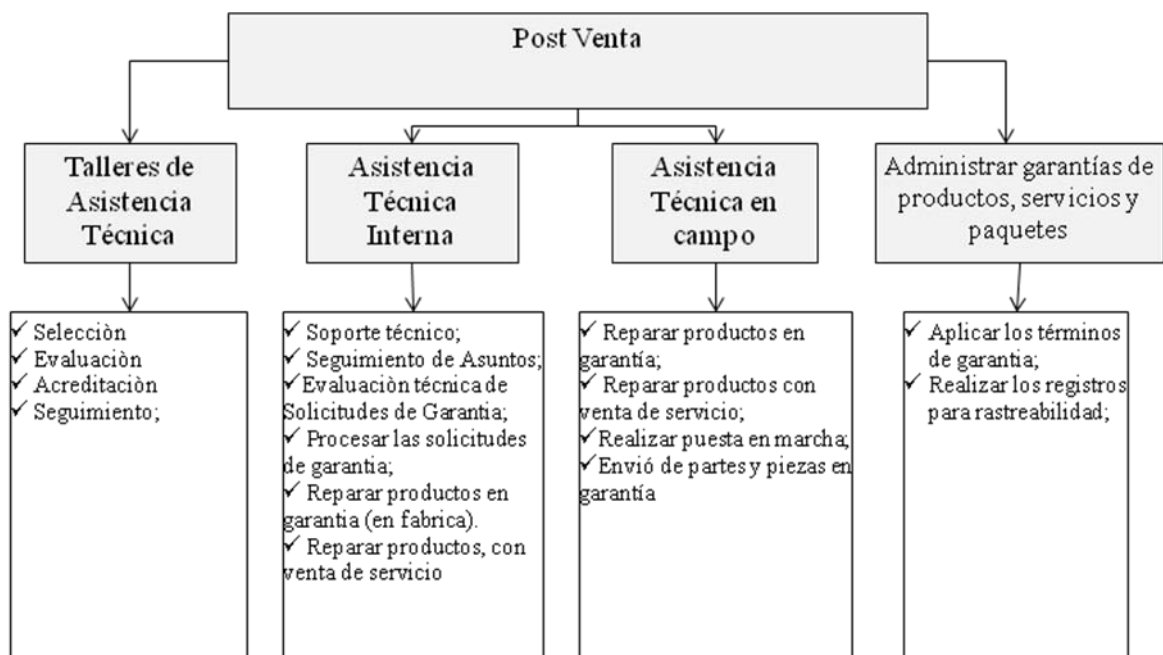 Post Venta
Talleres de
Asistencia
Técnica
Asistencia
Técnica
Interna
Asistencia
Técnica en
campo
Administrar garantías de
productos, servicios y
paquetes
✓ Selecciòn
✓ Evaluaciòn
✓ Acreditaciòn
✓ Seguimiento;
✓ Soporte técnico;
✓ Seguimiento de Asuntos;
✓Evaluaciòn técnica de
Solicitudes de Garantia;
✓ Procesar las solicitudes
de garantia;
✓ Reparar productos en
garantia (en fabrica).
✓ Reparar productos, con
venta de servicio
✓ Reparar productos en
garantía;
✓ Reparar productos con
venta de servicio;
✓Realizar puesta en marcha;
✓Envió de partes y piezas en
garantía
✓ Aplicar los términos
de garantia;
✓ Realizar los registros
para rastreabilidad;